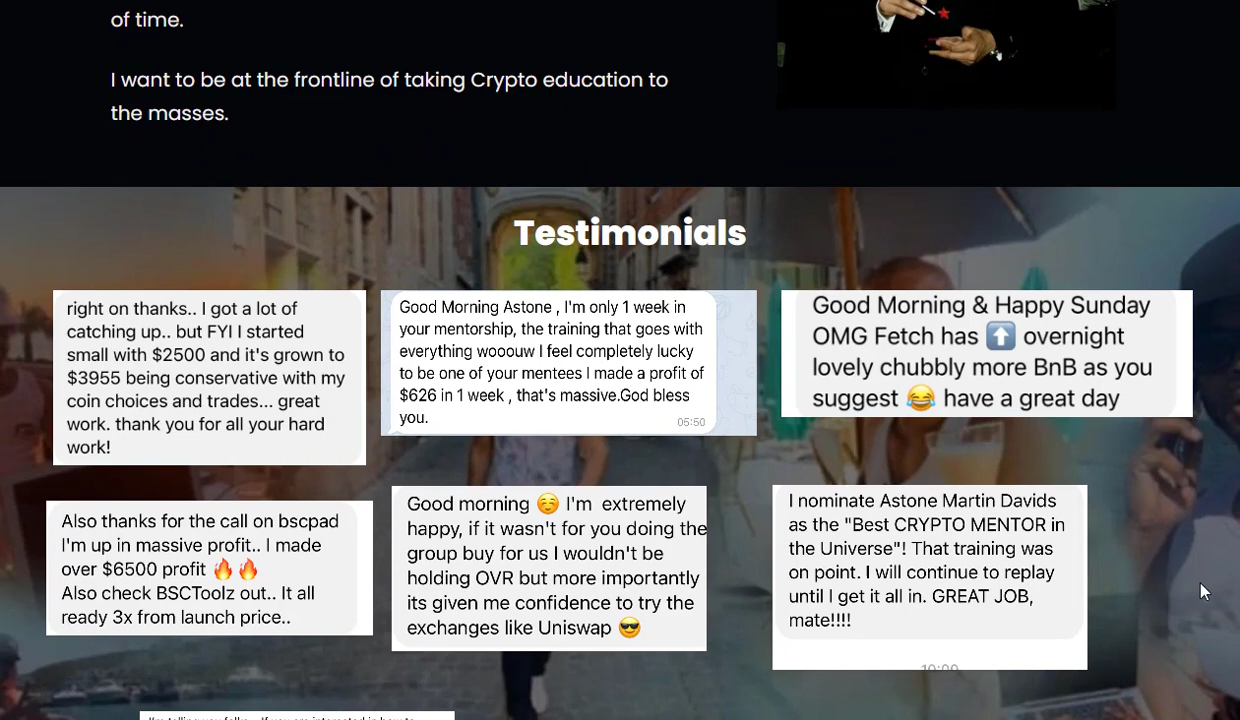 of time.
I want to be at the frontline of taking Crypto education to
the masses.
Testimonials
right on thanks.. I got a lot of
catching up.. but FYI I started
small with $2500 and it's grown to
$3955 being conservative with my
coin choices and trades... great
work. thank you for all your hard
work!
Good Morning Astone , I'm only 1 week in
your mentorship, the training that goes with
everything wooouw I feel completely lucky
to be one of your mentees I made a profit of
$626 in 1 week , that's massive.God bless
you.
05:50
Good Morning & Happy Sunday
OMG Fetch has ⬆️ overnight
lovely chubbly more BnB as you
suggest 😂 have a great day
Also thanks for the call on bscpad
I'm up in massive profit.. I made
over $6500 profit 🔥🔥
Also check BSCToolz out.. It all
ready 3x from launch price..
Good morning ☺️ I'm extremely
happy, if it wasn't for you doing the
group buy for us I wouldn't be
holding OVR but more importantly
its given me confidence to try the
exchanges like Uniswap 😎
I nominate Astone Martin Davids
as the "Best CRYPTO MENTOR in
the Universe"! That training was
on point. I will continue to replay
until I get it all in. GREAT JOB,
mate!!!!